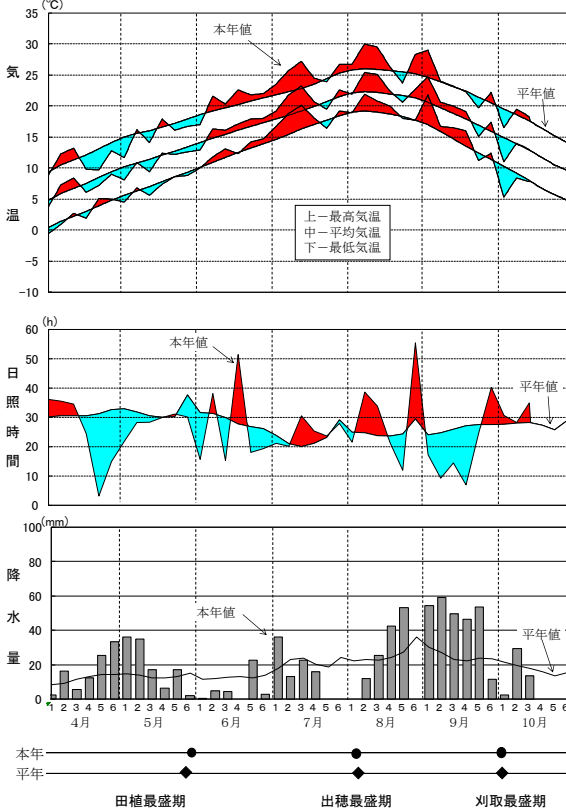 (℃)
35
30
25
20
15
10
5
0
-5
-10
気温
本年値
平年値
上－最高気温
中－平均気温
下－最低気温
(h)
60
50
40
30
20
10
0
日照時間
本年値
平年値
(mm)
100
80
60
40
20
0
降水量
本年値
平年値
1 2 3 4 5 6 1 2 3 4 5 6 1 2 3 4 5 6 1 2 3 4 5 6 1 2 3 4 5 6 1 2 3 4 5 6 1 2 3 4 5 6
4月 5月 6月 7月 8月 9月 10月
本年
平年
田植最盛期 出穂最盛期 刈取最盛期